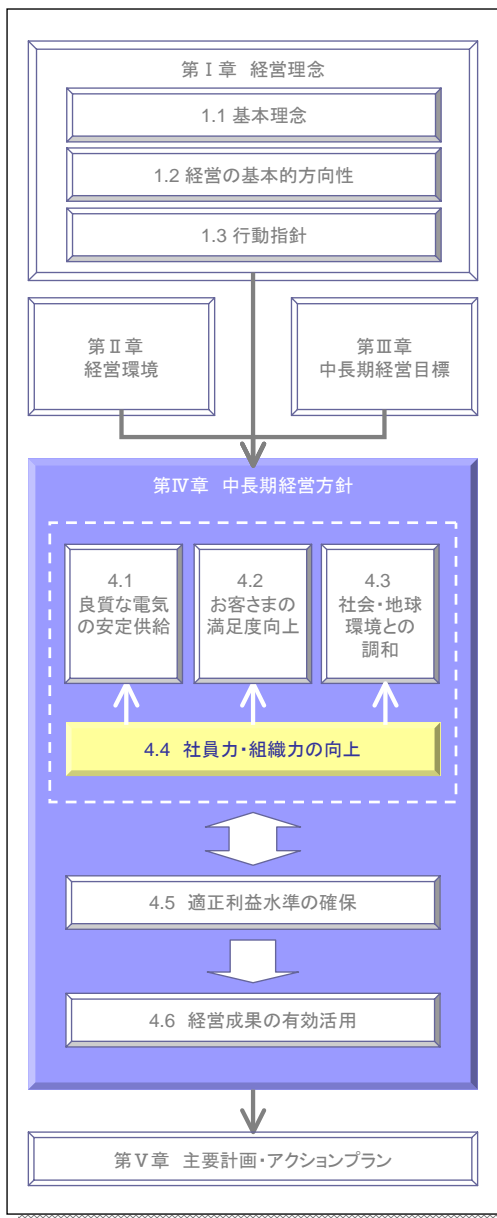 第Ⅰ章 経営理念
1.1 基本理念
1.2 経営の基本的方向性
1.3 行動指針
第Ⅱ章
経営環境
第Ⅲ章
中長期経営目標
第Ⅳ章 中長期経営方針
4.1
良質な電気
の安定供給
4.2
お客さまの
満足度向上
4.3
社会・地球
環境との
調和
4.4 社員力・組織力の向上
4.5 適正利益水準の確保
4.6 経営成果の有効活用
第Ⅴ章 主要計画・アクションプラン